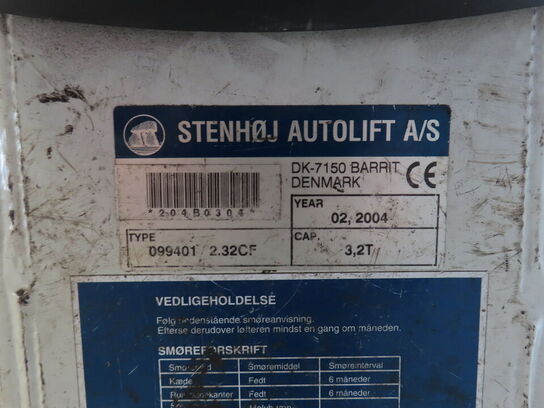 STENHØJ AUTOLIFT A/S
DK-7150 BARRIT
DENMARK CE
*204B0304*
YEAR
02, 2004
TYPE
099401 2.32CF
CAP.
3,2T
VEDLIGEHOLDELSE
Følg nedenstående smøreanvisning.
Efterse derudover løfteren mindst en gang om måneden.
SMØREFORSKRIFT
Smøremiddel Smøreinterval
Kæde Fedt 6 måneder
Fedt 6 måneder